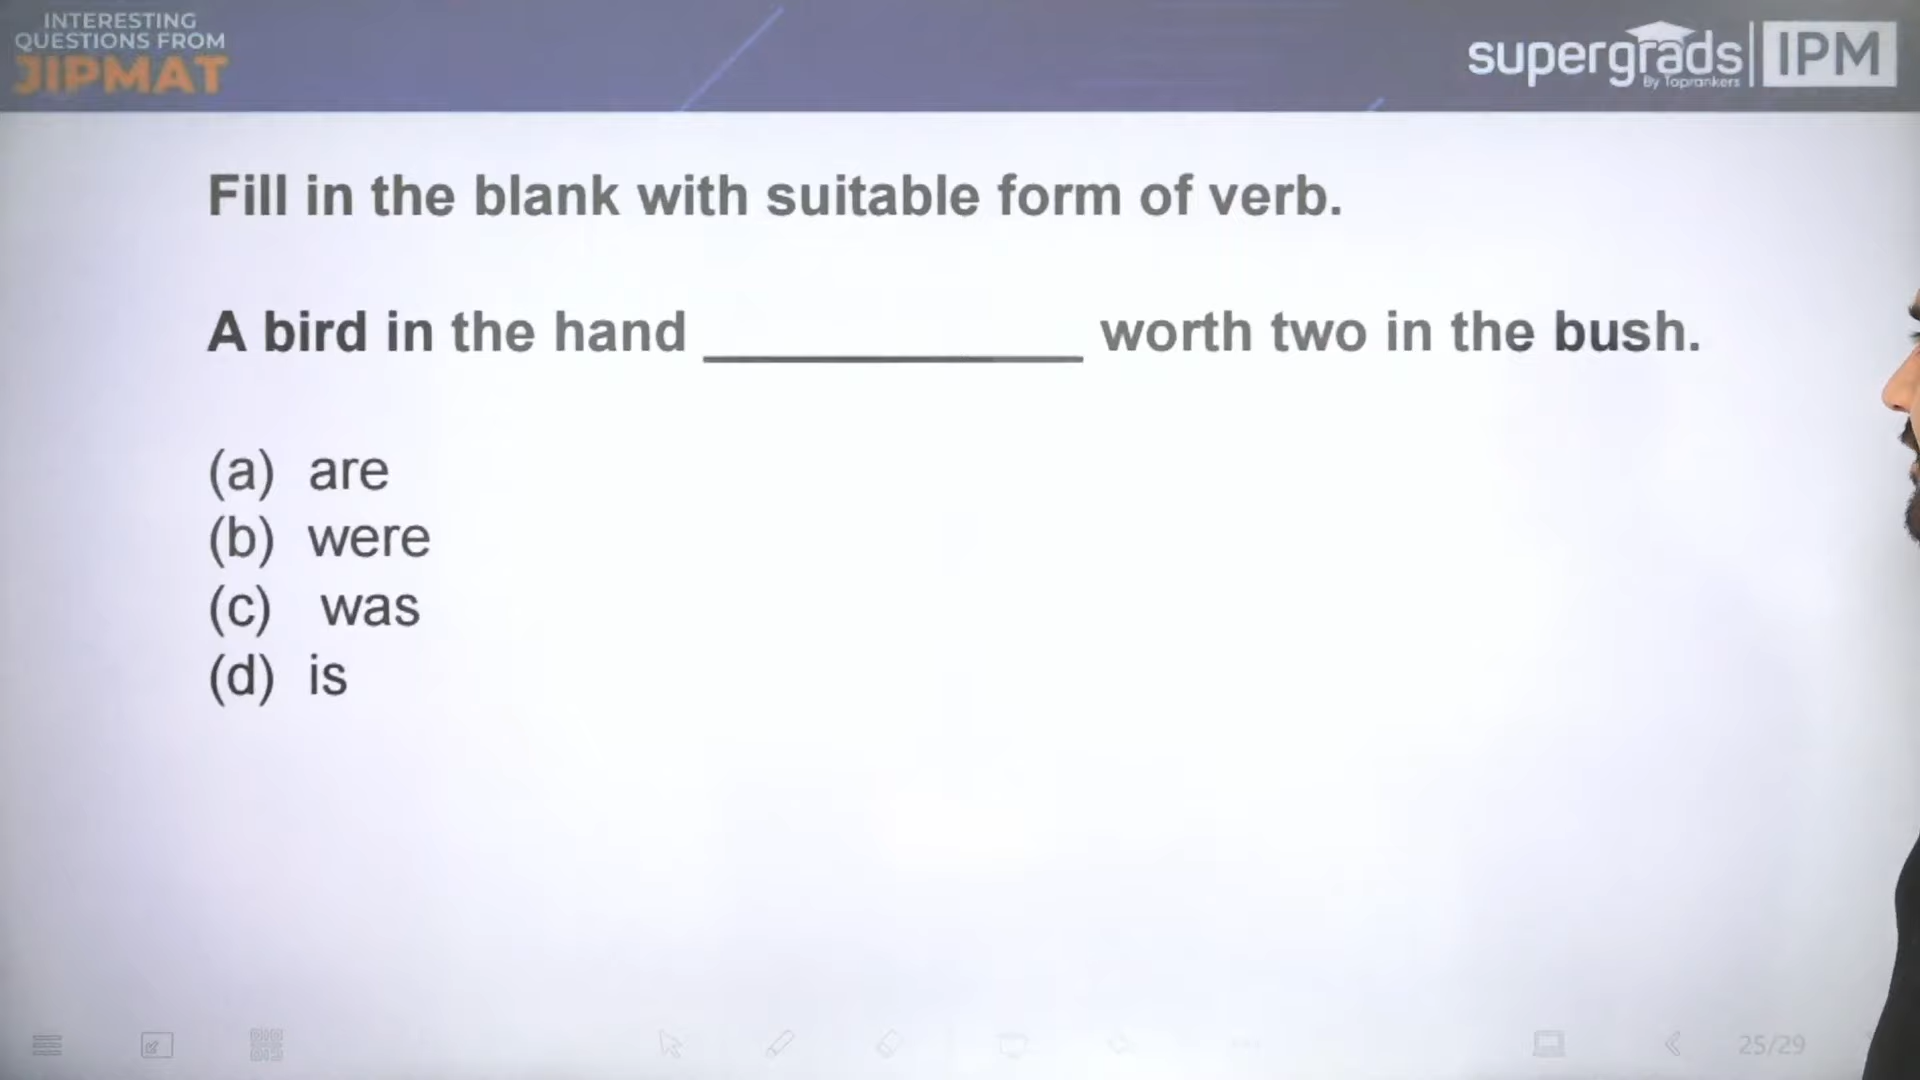 INTERESTING
QUESTIONS FROM
JIPMAT
supergrads
By Toprankers
IPM
Fill in the blank with suitable form of verb.
A bird in the hand ____________ worth two in the bush.
(a) are
(b) were
(c) was
(d) is
25/29